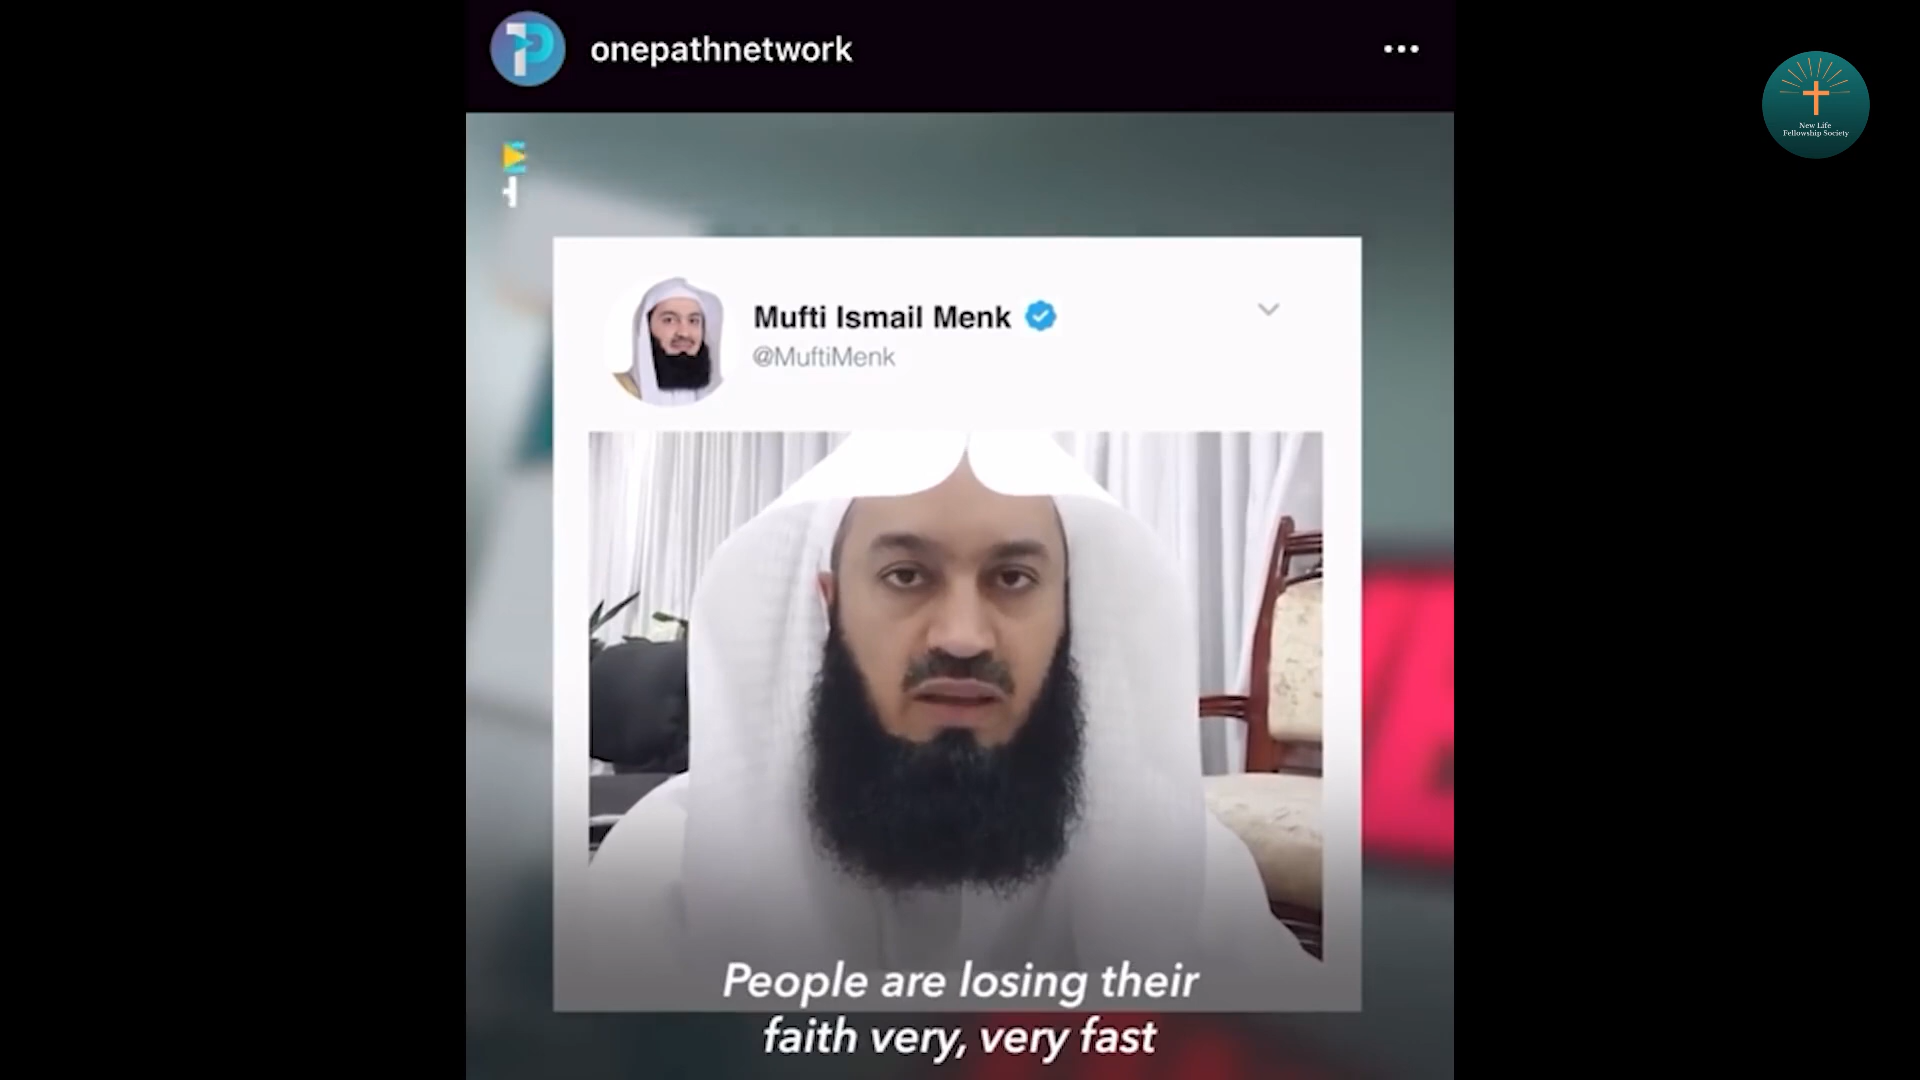 onepathnetwork
New Life
Fellowship Society
Mufti Ismail Menk
@MuftiMenk
People are losing their
faith very, very fast